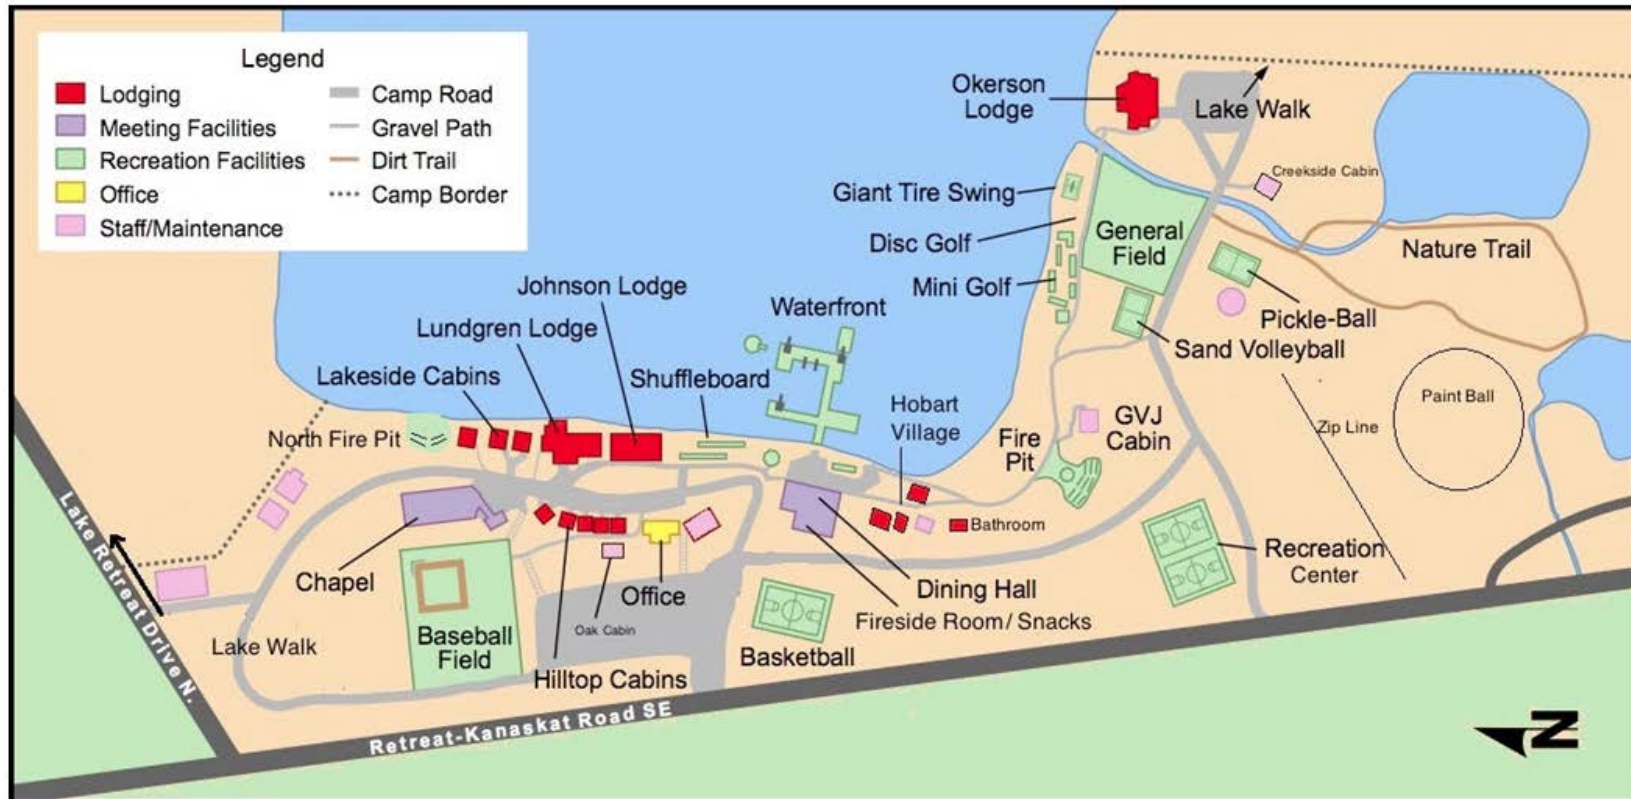 Legend
Lodging
Meeting Facilities
Recreation Facilities
Office
Staff/Maintenance
Camp Road
Gravel Path
Dirt Trail
Camp Border
Okerson
Lodge
Lake Walk
Creekside Cabin
Giant Tire Swing
Disc Golf
General
Field
Mini Golf
Nature Trail
Pickle-Ball
Sand Volleyball
Johnson Lodge
Waterfront
Lundgren Lodge
Lakeside Cabins
Shuffleboard
Hobart
Village
North Fire Pit
Fire
Pit
GVJ
Cabin
Zip Line
Paint Ball
Bathroom
Recreation
Center
Chapel
Dining Hall
Office
Fireside Room / Snacks
Oak Cabin
Lake Walk
Baseball
Field
Basketball
Hilltop Cabins
Lake Retreat Drive N.
Retreat-Kanaskat Road SE
N